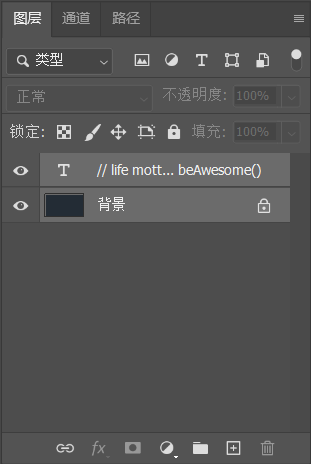 图层 通道 路径
类型
正常 不透明度: 100%
锁定: 填充: 100%
T // life mott... beAwesome()
背景
fx